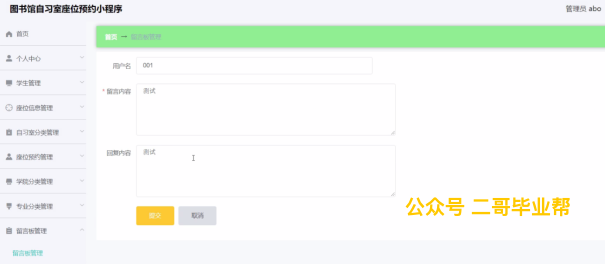 图书馆自习室座位预约小程序
管理员 abo
首页
首页 留言板管理
个人中心
用户名 001
学生管理
* 留言内容 测试
座位信息管理
自习室分类管理
座位预约管理
回复内容 测试
学院分类管理
专业分类管理
提交 取消
公众号 二哥毕业帮
留言板管理
留言板管理